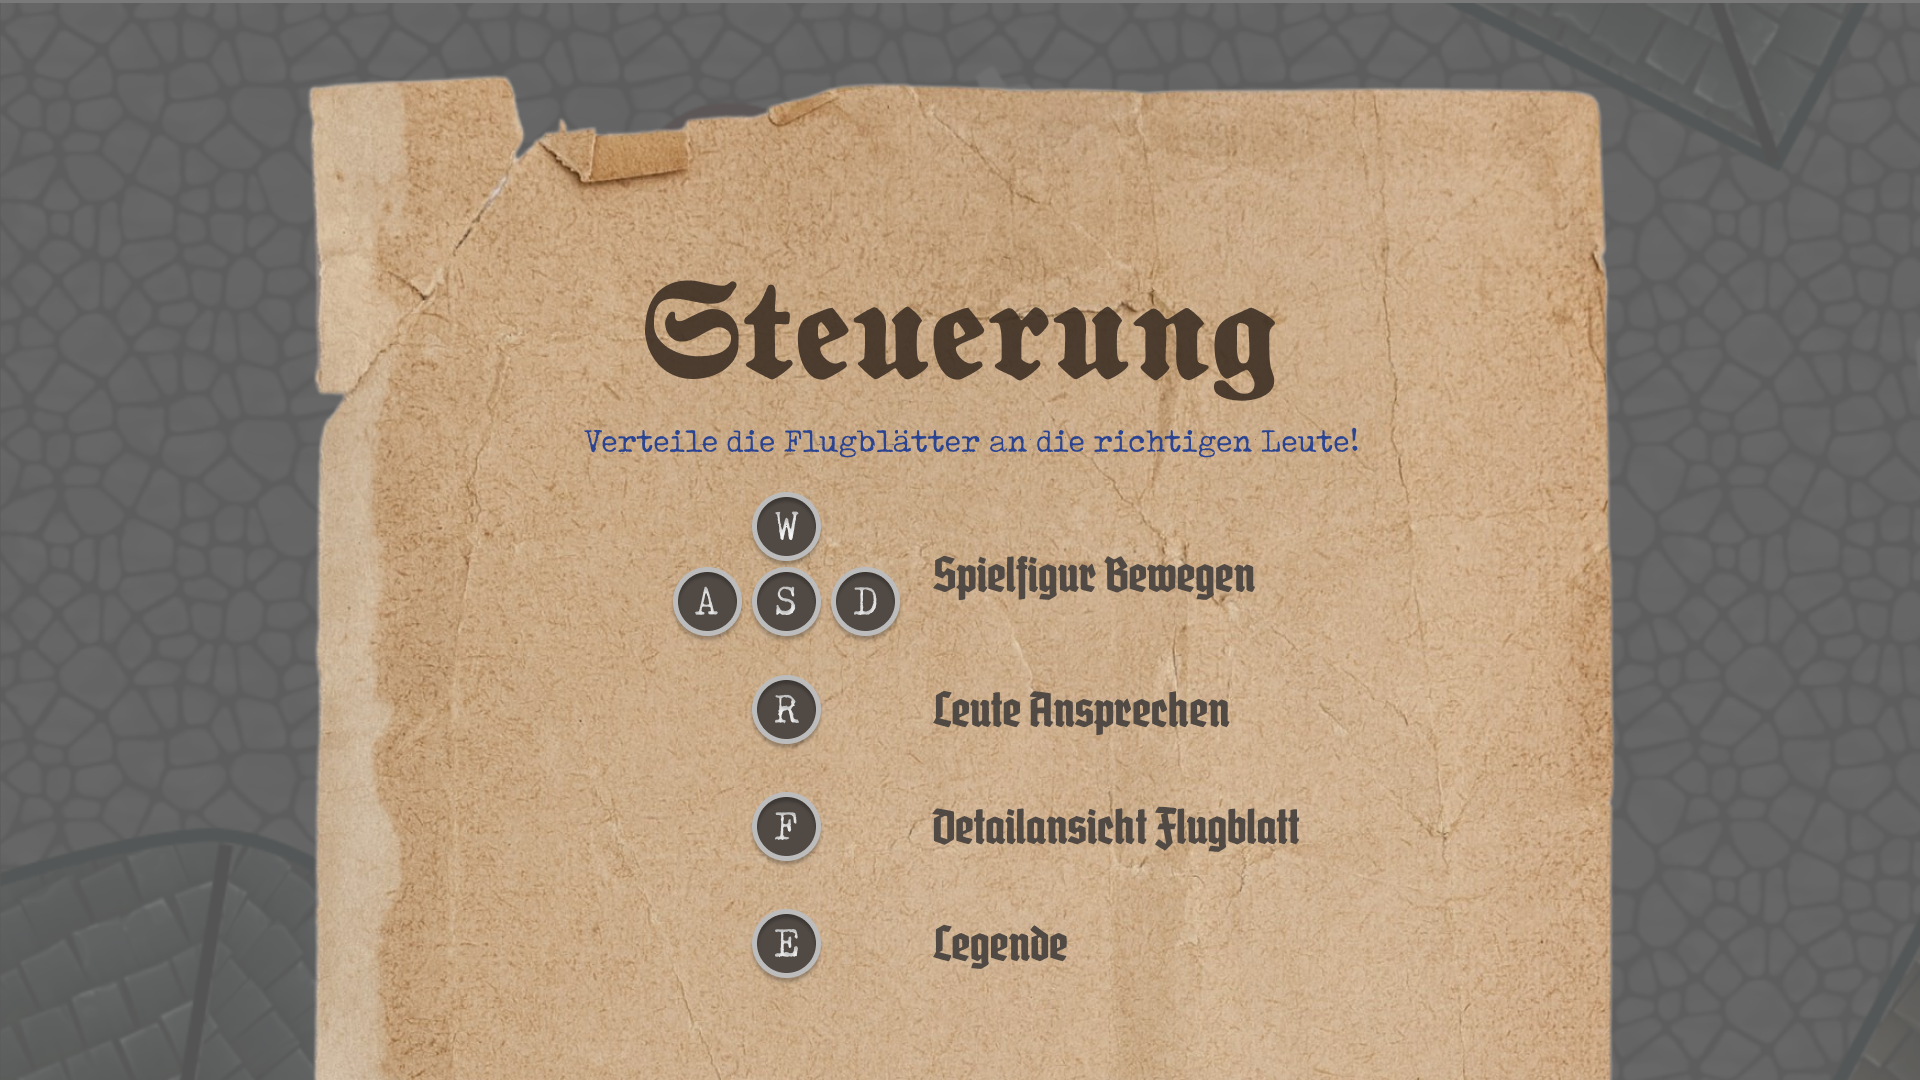 Steuerung
Verteile die Flugblätter an die richtigen Leute!
W
A S D
Spielfigur Bewegen
R Leute Ansprechen
F Detailansicht Flugblatt
E Legende